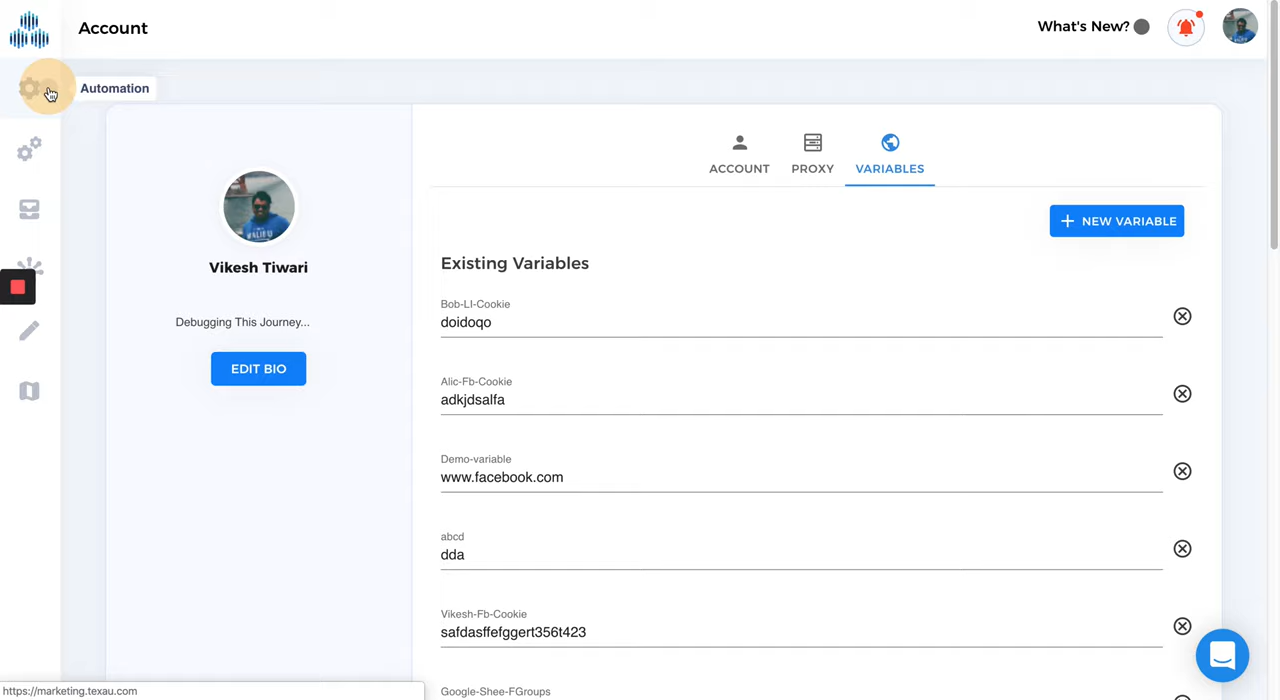 Account
What's New?
Automation
ACCOUNT
PROXY
VARIABLES
+ NEW VARIABLE
Vikesh Tiwari
Debugging This Journey...
EDIT BIO
Existing Variables
Bob-LI-Cookie
doidoqo
Alic-Fb-Cookie
adkjdsalfa
Demo-variable
www.facebook.com
abcd
dda
Vikesh-Fb-Cookie
safdasffefggert356t423
Google-Shee-FGroups
https://marketing.texau.com